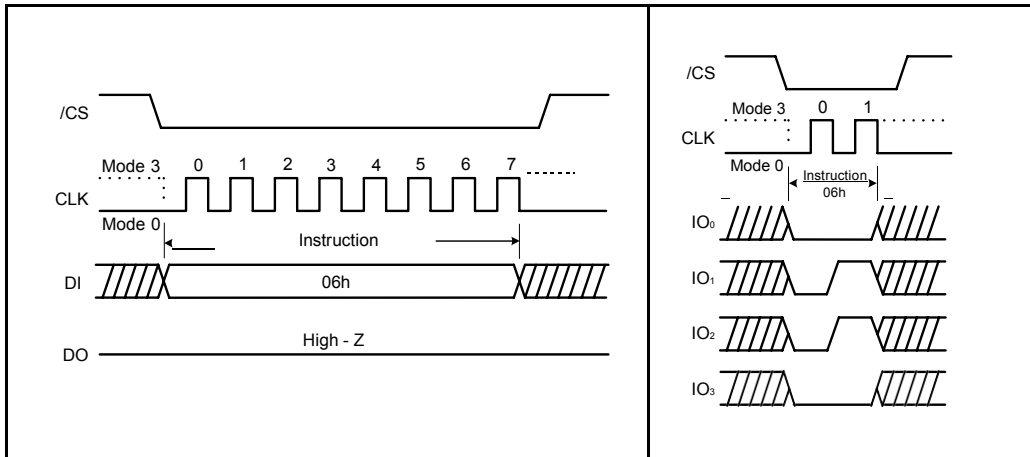 /CS
Mode 3 0 1 2 3 4 5 6 7
CLK
Mode 0
Instruction
DI
06h
High - Z
DO
/CS
Mode 3 0 1
CLK
Mode 0
Instruction
06h
IO₀
IO₁
IO₂
IO₃